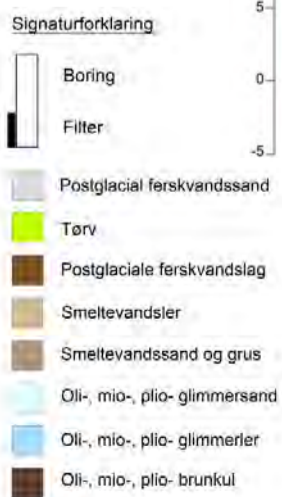 Signaturforklaring
5
0
-5
Boring
Filter
Postglacial ferskvandssand
Tørv
Postglaciale ferskvandslag
Smeltevandsler
Smeltevandssand og grus
Oli-, mio-, plio- glimmersand
Oli-, mio-, plio- glimmerler
Oli-, mio-, plio- brunkul